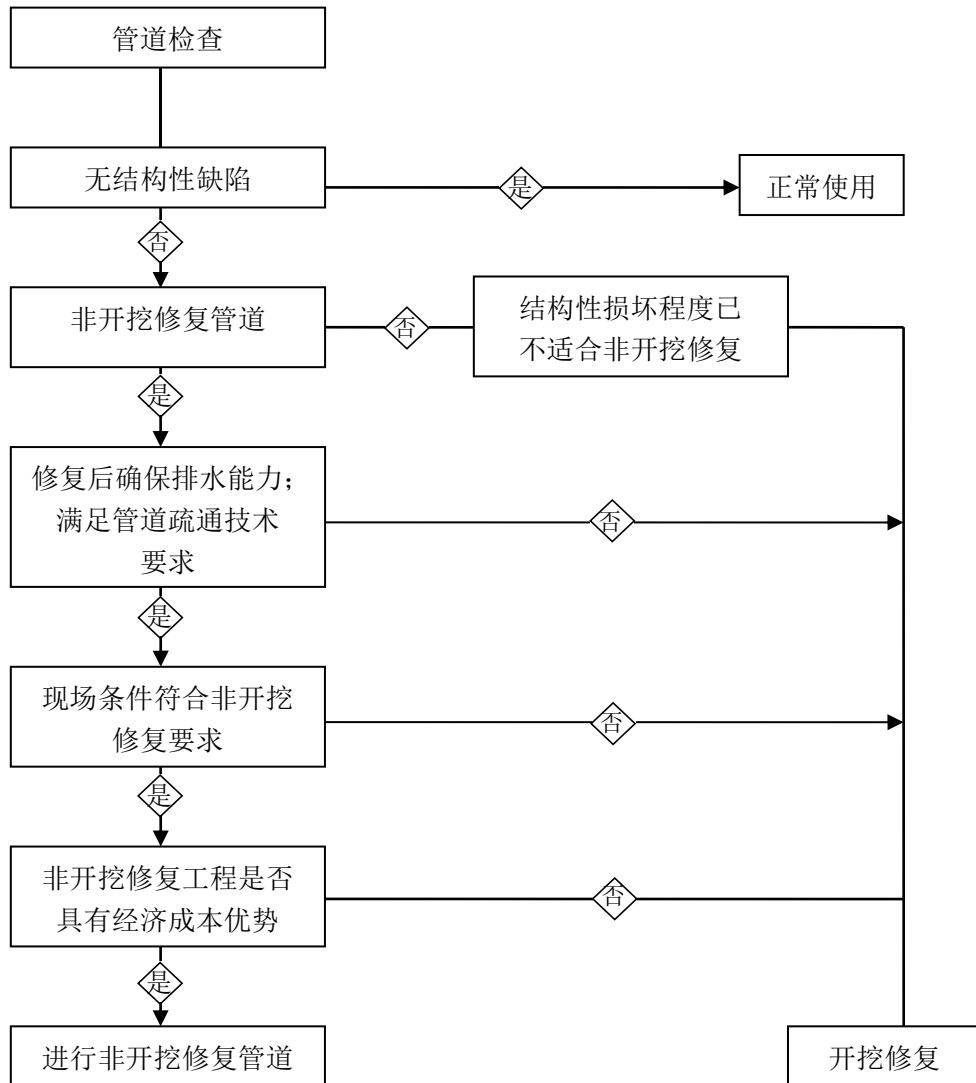 管道检查
无结构性缺陷
是
正常使用
否
非开挖修复管道
否
结构性损坏程度已
不适合非开挖修复
是
修复后确保排水能力；
满足管道疏通技术
要求
否
是
现场条件符合非开挖
修复要求
否
是
非开挖修复工程是否
具有经济成本优势
否
是
进行非开挖修复管道
开挖修复